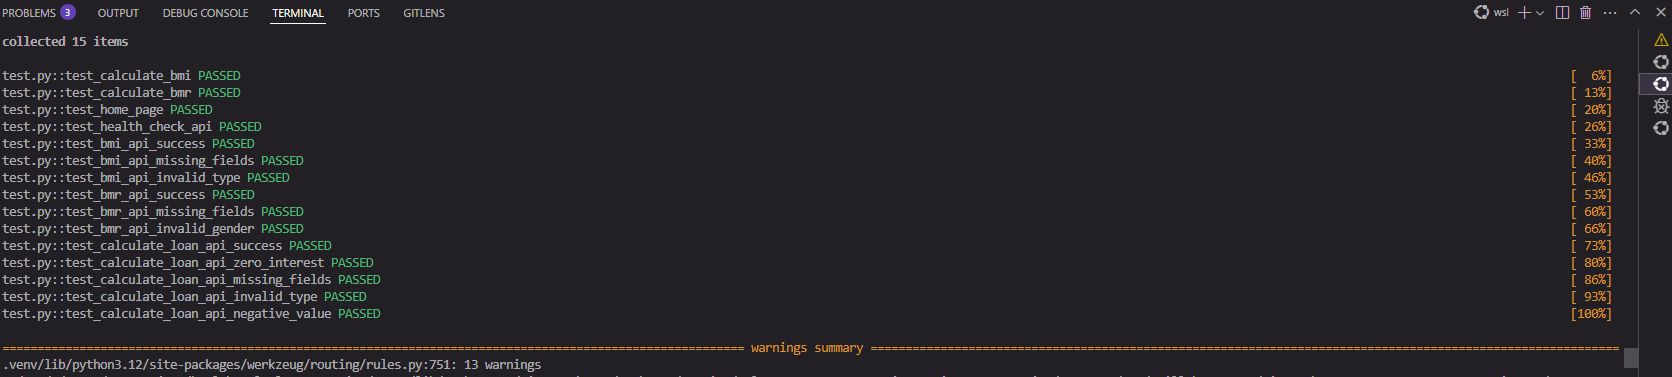 PROBLEMS 3 OUTPUT DEBUG CONSOLE TERMINAL PORTS GITLENS wsl
collected 15 items
test.py::test_calculate_bmi PASSED [  6%]
test.py::test_calculate_bmr PASSED [ 13%]
test.py::test_home_page PASSED [ 20%]
test.py::test_health_check_api PASSED [ 26%]
test.py::test_bmi_api_success PASSED [ 33%]
test.py::test_bmi_api_missing_fields PASSED [ 40%]
test.py::test_bmi_api_invalid_type PASSED [ 46%]
test.py::test_bmr_api_success PASSED [ 53%]
test.py::test_bmr_api_missing_fields PASSED [ 60%]
test.py::test_bmr_api_invalid_gender PASSED [ 66%]
test.py::test_calculate_loan_api_success PASSED [ 73%]
test.py::test_calculate_loan_api_zero_interest PASSED [ 80%]
test.py::test_calculate_loan_api_missing_fields PASSED [ 86%]
test.py::test_calculate_loan_api_invalid_type PASSED [ 93%]
test.py::test_calculate_loan_api_negative_value PASSED [100%]
warnings summary
.venv/lib/python3.12/site-packages/werkzeug/routing/rules.py:751: 13 warnings